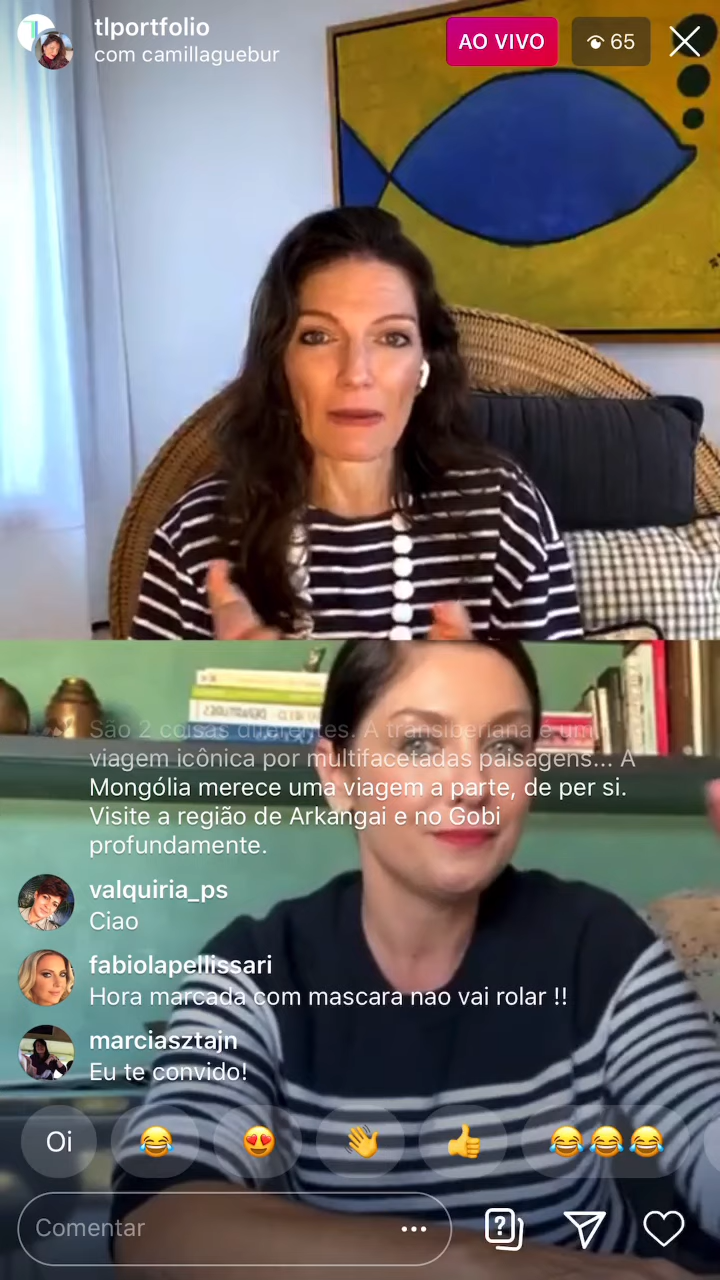 tlportfolio
com camillaguebur
AO VIVO
65
São 2 coisas diferentes. A transiberiana é um
viagem icônica por multifacetadas paisagens... A
Mongólia merece uma viagem a parte, de per si.
Visite a região de Arkangai e no Gobi
profundamente.
valquiria_ps
Ciao
fabiolapellissari
Hora marcada com mascara nao vai rolar !!
marciasztajn
Eu te convido!
Oi
Comentar